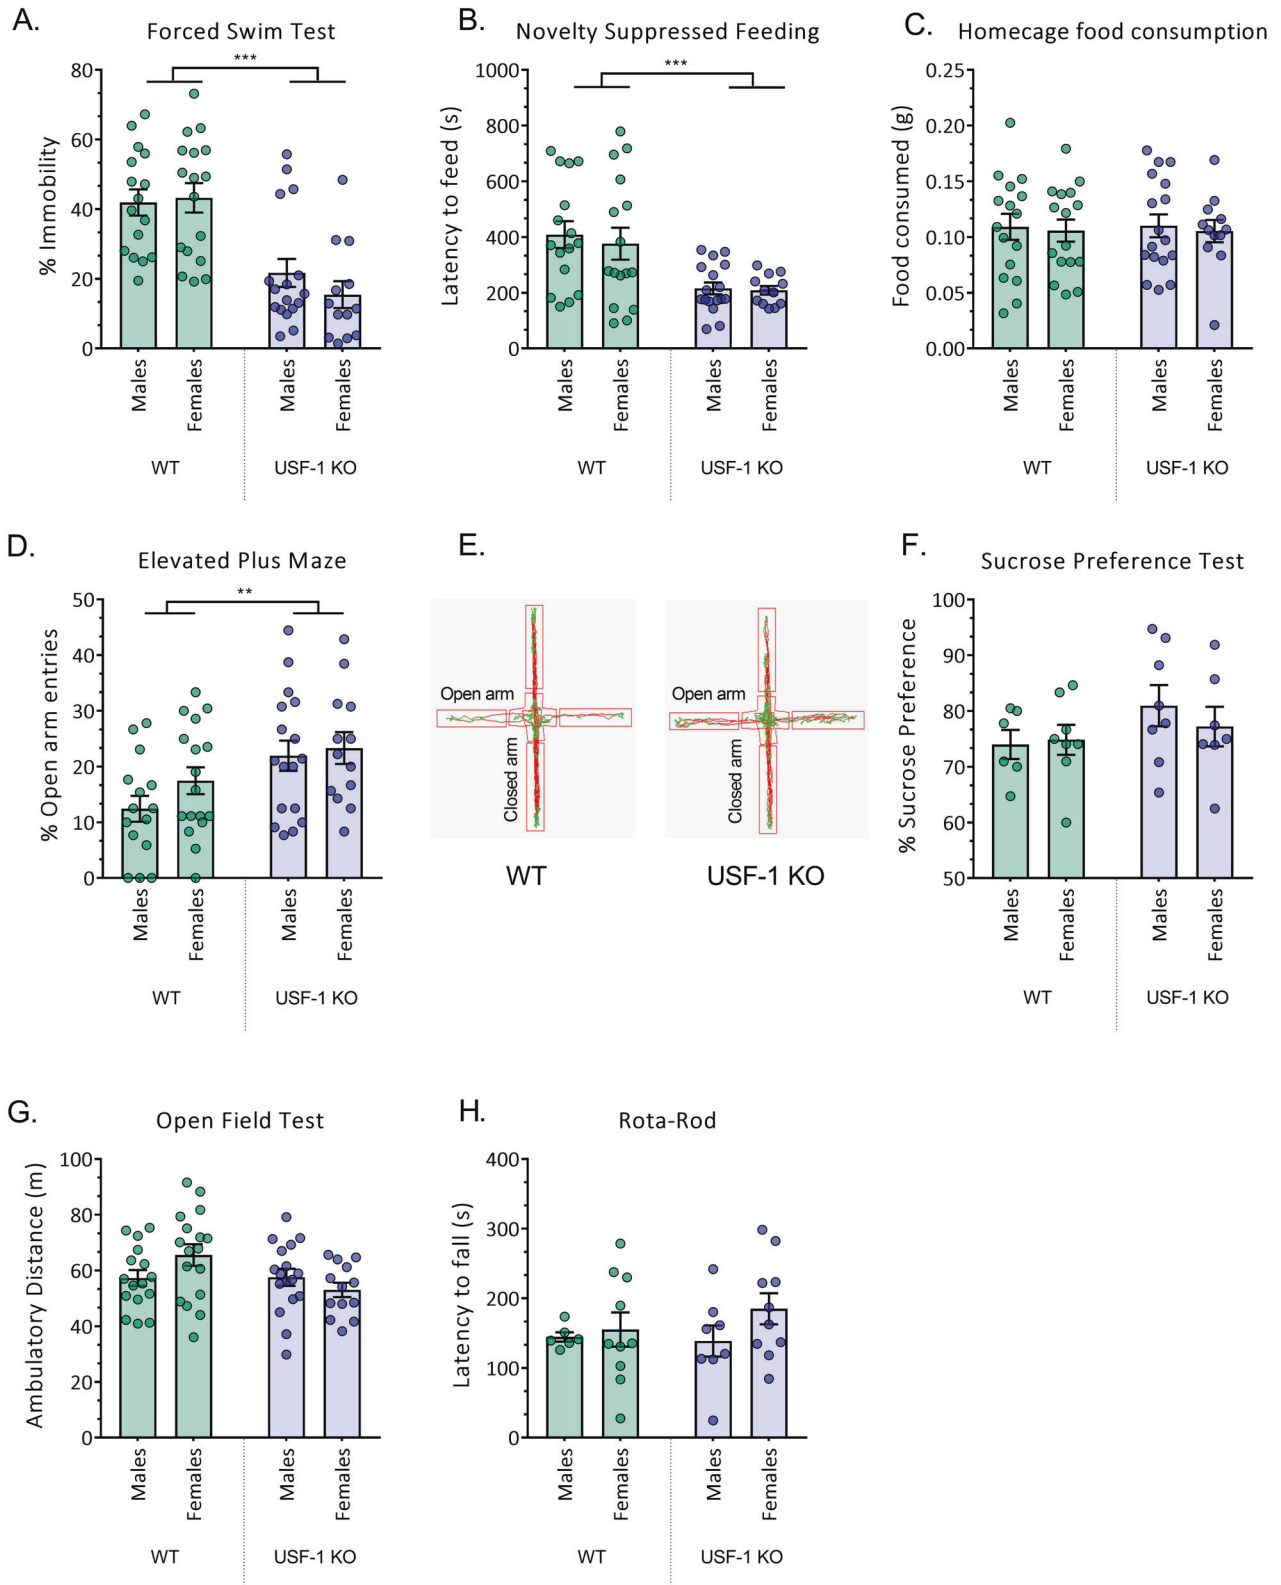 A.
Forced Swim Test
***
% Immobility
80
60
40
20
0
Males
Females
Males
Females
WT
USF-1 KO
B.
Novelty Suppressed Feeding
***
Latency to feed (s)
1000
800
600
400
200
0
Males
Females
Males
Females
WT
USF-1 KO
C.
Homecage food consumption
Food consumed (g)
0.25
0.20
0.15
0.10
0.05
0.00
Males
Females
Males
Females
WT
USF-1 KO
D.
Elevated Plus Maze
**
% Open arm entries
50
40
30
20
10
0
Males
Females
Males
Females
WT
USF-1 KO
E.
Open arm
Closed arm
WT
Open arm
Closed arm
USF-1 KO
F.
Sucrose Preference Test
% Sucrose Preference
100
90
80
70
60
50
Males
Females
Males
Females
WT
USF-1 KO
G.
Open Field Test
Ambulatory Distance (m)
100
80
60
40
20
0
Males
Females
Males
Females
WT
USF-1 KO
H.
Rota-Rod
Latency to fall (s)
400
300
200
100
0
Males
Females
Males
Females
WT
USF-1 KO